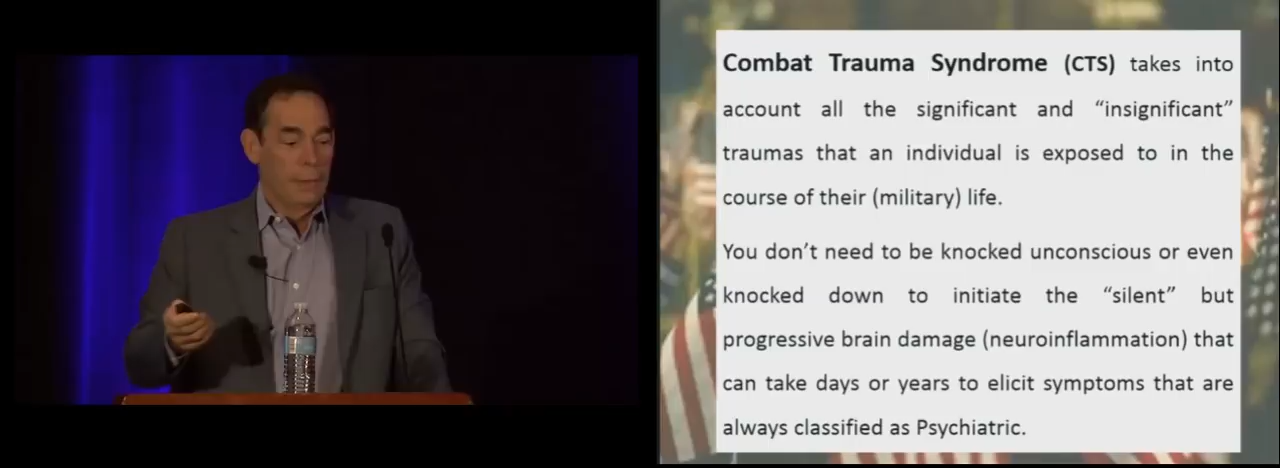 Combat Trauma Syndrome (CTS) takes into
account all the significant and “insignificant”
traumas that an individual is exposed to in the
course of their (military) life.
You don’t need to be knocked unconscious or even
knocked down to initiate the “silent” but
progressive brain damage (neuroinflammation) that
can take days or years to elicit symptoms that are
always classified as Psychiatric.